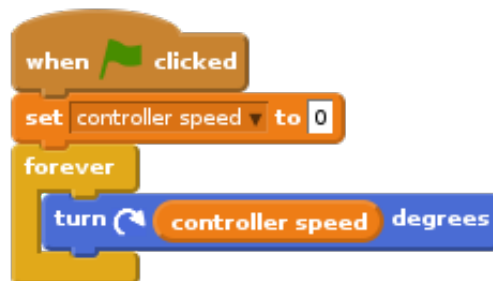 when clicked
set controller speed to 0
forever
turn controller speed degrees